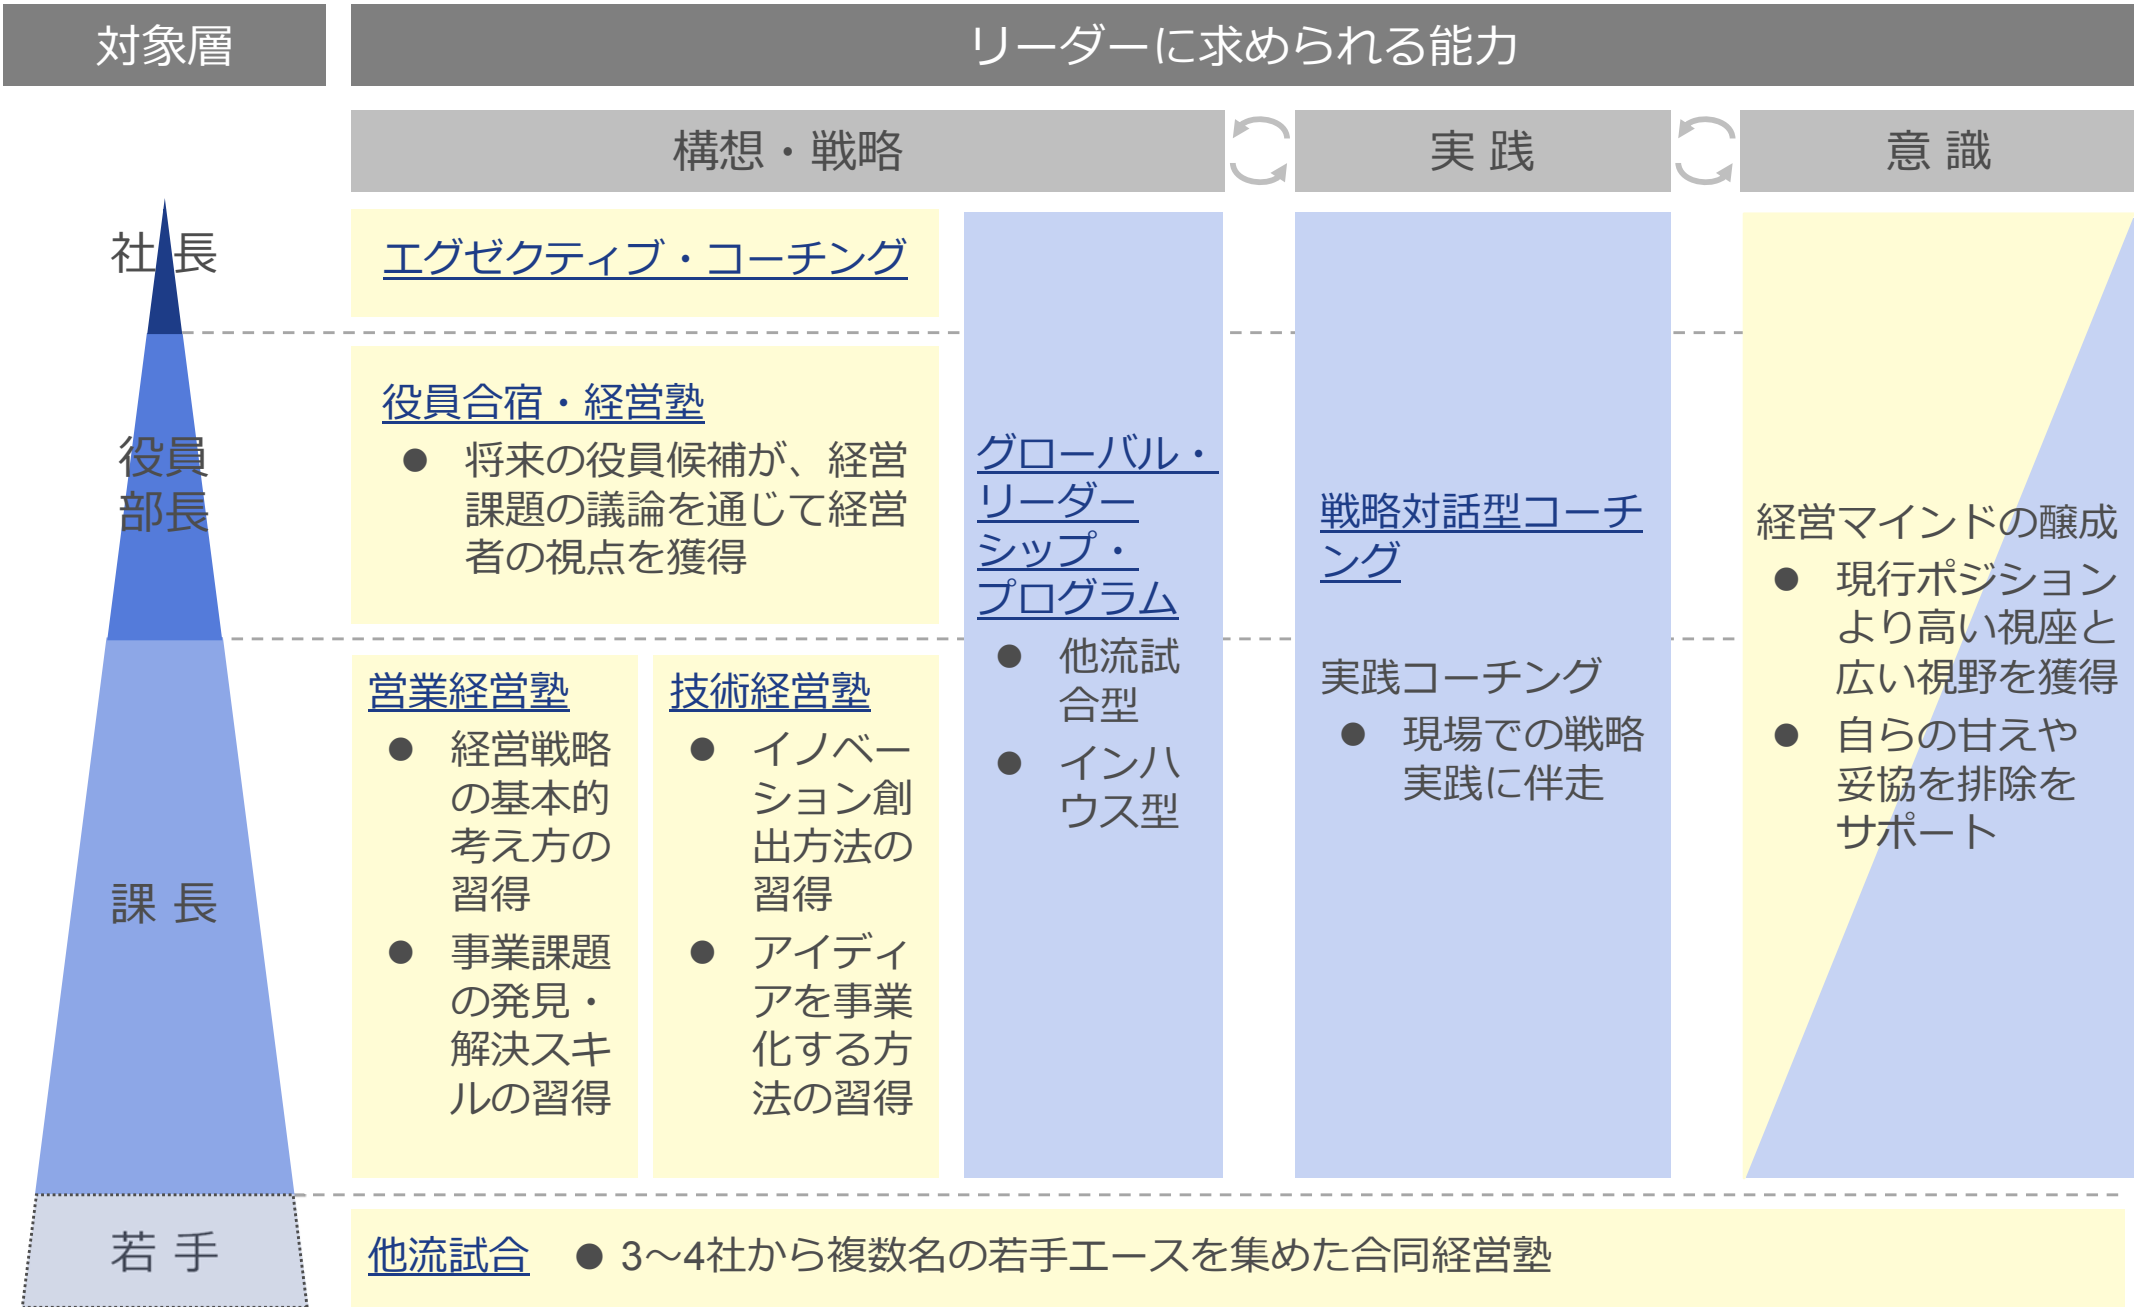 対象層
リーダーに求められる能力
構想・戦略
実 践
意 識
社 長
エグゼクティブ・コーチング
役員
部長
役員合宿・経営塾
● 将来の役員候補が、経営
課題の議論を通じて経営
者の視点を獲得
課 長
営業経営塾
● 経営戦略
の基本的
考え方の
習得
● 事業課題
の発見・
解決スキ
ルの習得
技術経営塾
● イノベー
ション創
出方法の
習得
● アイディ
アを事業
化する方
法の習得
グローバル・
リーダー
シップ・
プログラム
● 他流試
合型
● インハ
ウス型
戦略対話型コーチ
ング
実践コーチング
● 現場での戦略
実践に伴走
経営マインドの醸成
● 現行ポジション
より高い視座と
広い視野を獲得
● 自らの甘えや
妥協を排除を
サポート
若 手
他流試合 ● 3～4社から複数名の若手エースを集めた合同経営塾